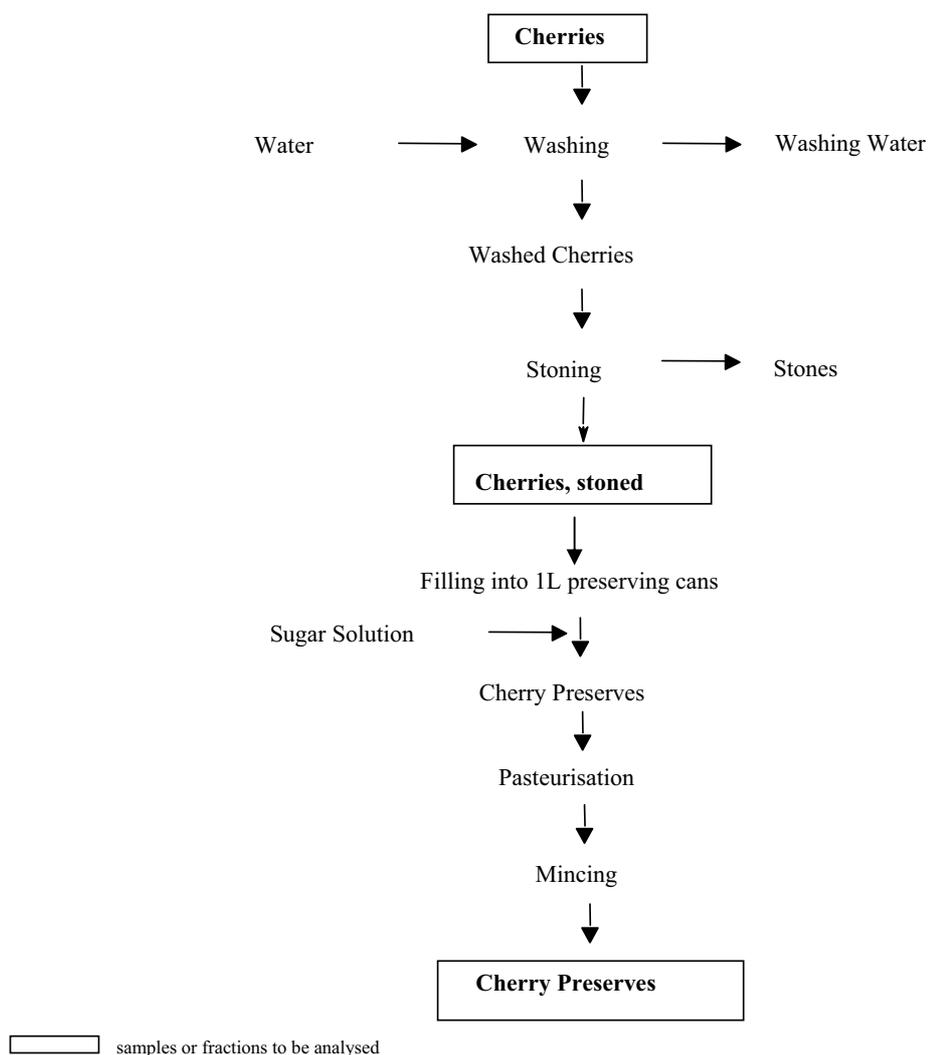 Cherries
Water
Washing
Washing Water
Washed Cherries
Stoning
Stones
Cherries, stoned
Filling into 1L preserving cans
Sugar Solution
Cherry Preserves
Pasteurisation
Mincing
Cherry Preserves
samples or fractions to be analysed